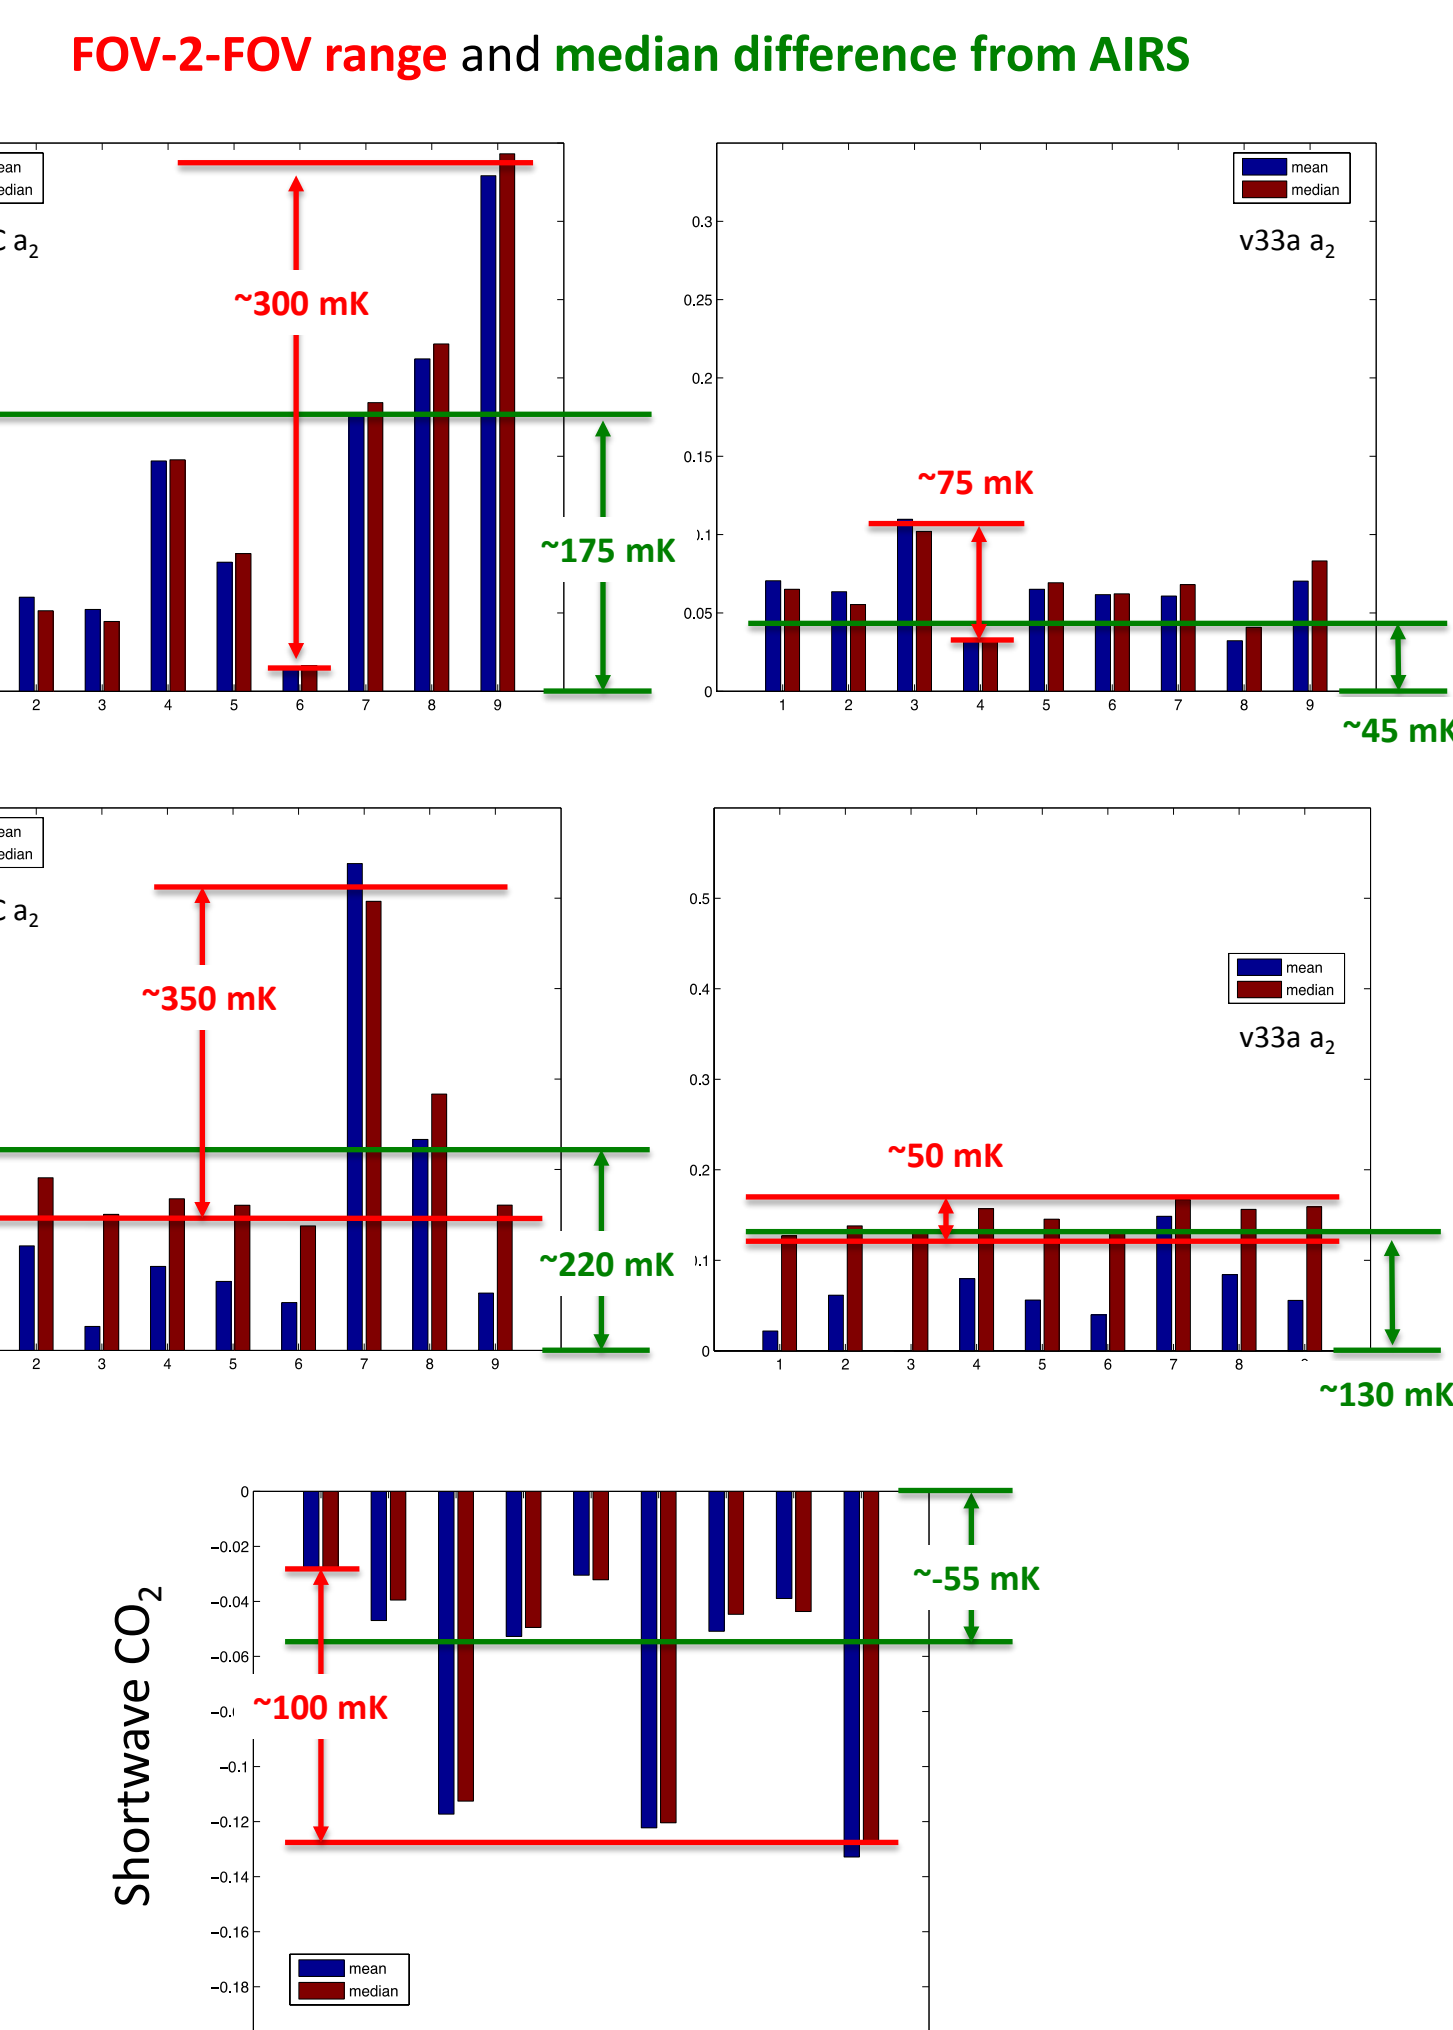 FOV-2-FOV range and median difference from AIRS
ean
edian
C a2
~300 mK
~175 mK
2 3 4 5 6 7 8 9
mean
median
v33a a2
0.3
0.25
0.2
0.15
0.1
0.05
0
~75 mK
1 2 3 4 5 6 7 8 9
~45 mK
ean
edian
C a2
~350 mK
~220 mK
2 3 4 5 6 7 8 9
0.5
0.4
0.3
0.2
0.1
0
mean
median
v33a a2
~50 mK
1 2 3 4 5 6 7 8
~130 mK
Shortwave CO2
0
−0.02
−0.04
−0.06
−0.1
−0.12
−0.14
−0.16
−0.18
~-55 mK
~100 mK
mean
median